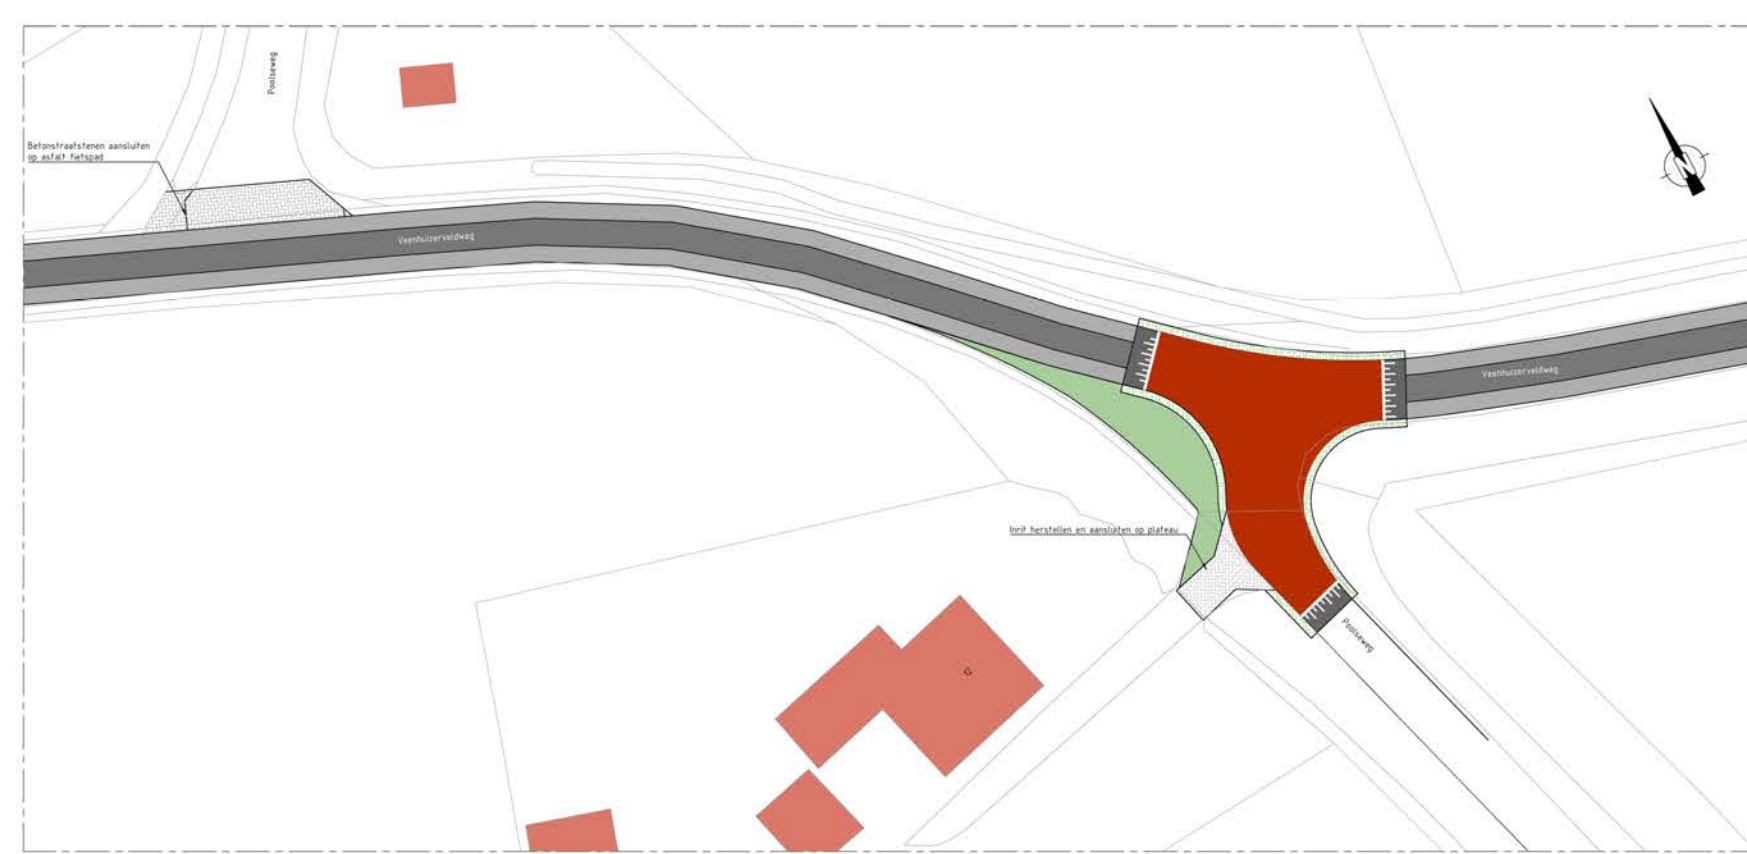 Poolseweg
Betonstraatstenen aansluiten
op asfalt fietspad
Veenhuizerveldweg
Veenhuizerveldweg
Inrit herstellen en aansluiten op plateau
Poolseweg